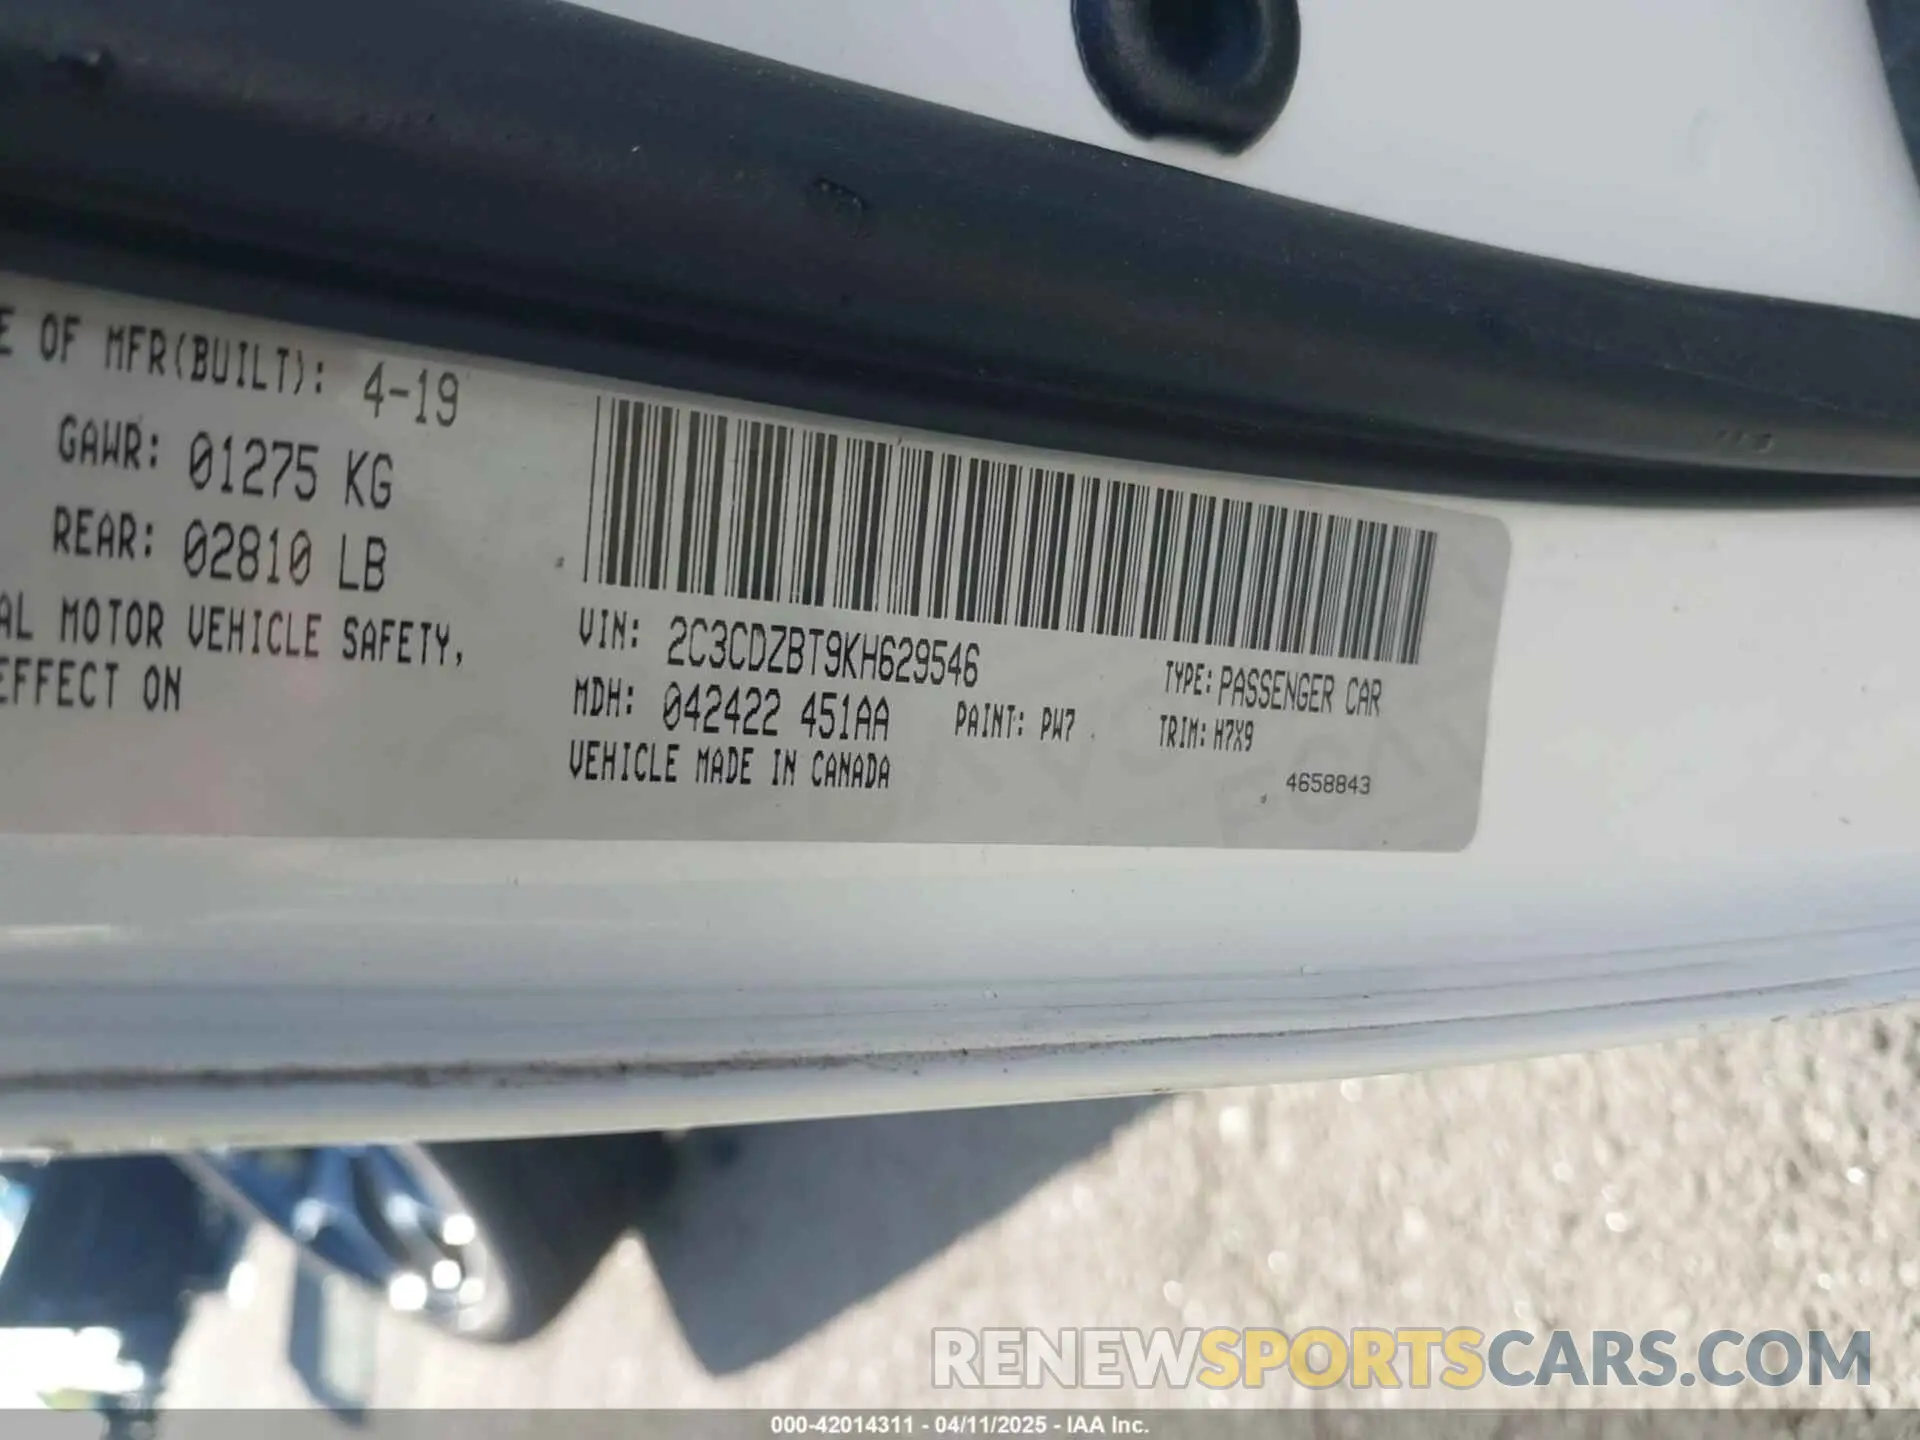 E OF MFR(BUILT): 4-19
GAWR: 01275 KG
REAR: 02810 LB
AL MOTOR VEHICLE SAFETY,
EFFECT ON
VIN: 2C3CDZBT9KH629546
TYPE: PASSENGER CAR
MDH: 042422 451AA
PAINT: PW7
TRIM: H7X9
VEHICLE MADE IN CANADA
4658843
RENEWSPORTSCARS.COM
000-42014311 - 04/11/2025 - IAA Inc.